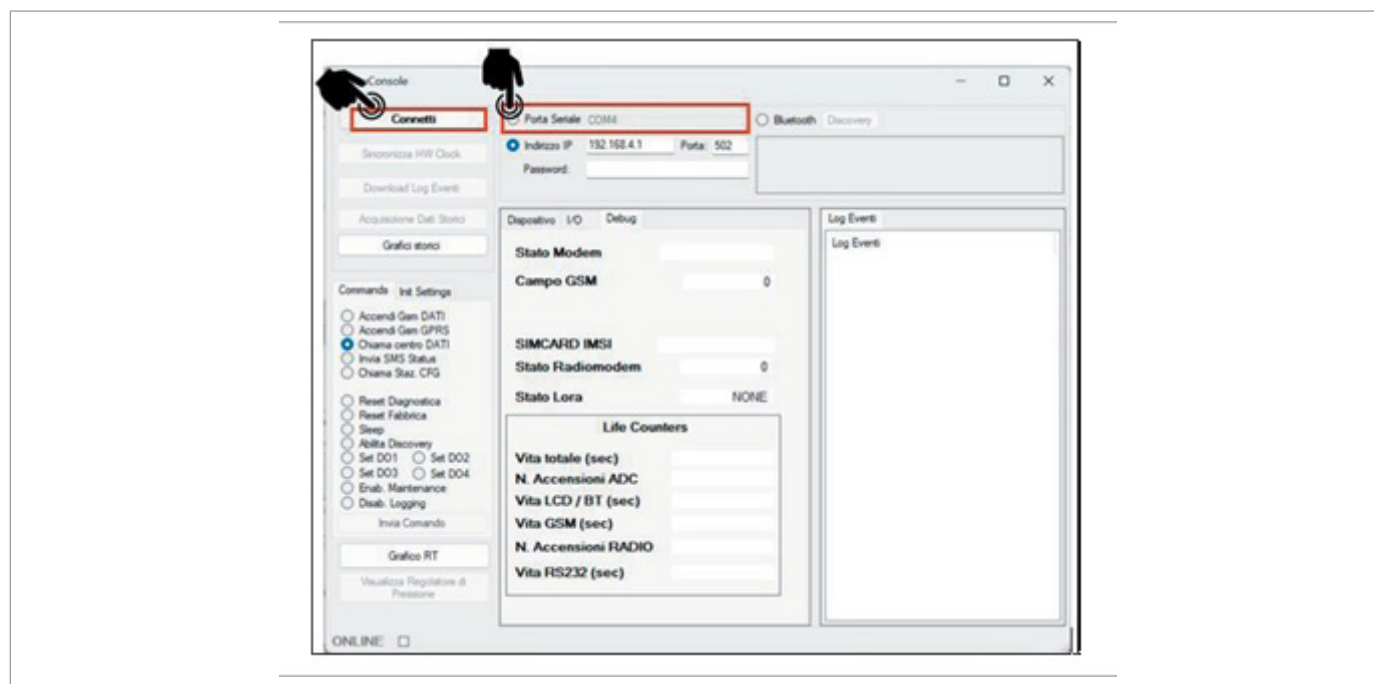 Console
Connetti
Porta Seriale COM4
Bluetooth Discovery
Sincronizza HW Clock
Indirizzo IP 192.168.4.1 Porta: 502
Password:
Download Log Eventi
Acquisizione Dati Storici
Grafici storici
Dispositivo I/O Debug
Log Eventi
Log Eventi
Stato Modem
Campo GSM 0
SIMCARD IMSI
Stato Radiomodem 0
Stato Lora NONE
Life Counters
Vita totale (sec)
N. Accensioni ADC
Vita LCD / BT (sec)
Vita GSM (sec)
N. Accensioni RADIO
Vita RS232 (sec)
Commands Init Settings
Accendi Gsm DATI
Accendi Gsm GPRS
Chiama centro DATI
Invia SMS Status
Chiama Staz. CFG
Reset Diagnostica
Reset Fabbrica
Sleep
Abilita Discovery
Set DO1 Set DO2
Set DO3 Set DO4
Enab. Maintenance
Disab. Logging
Invia Comando
Grafico RT
Visualizza Regolatore di
Pressione
ONLINE